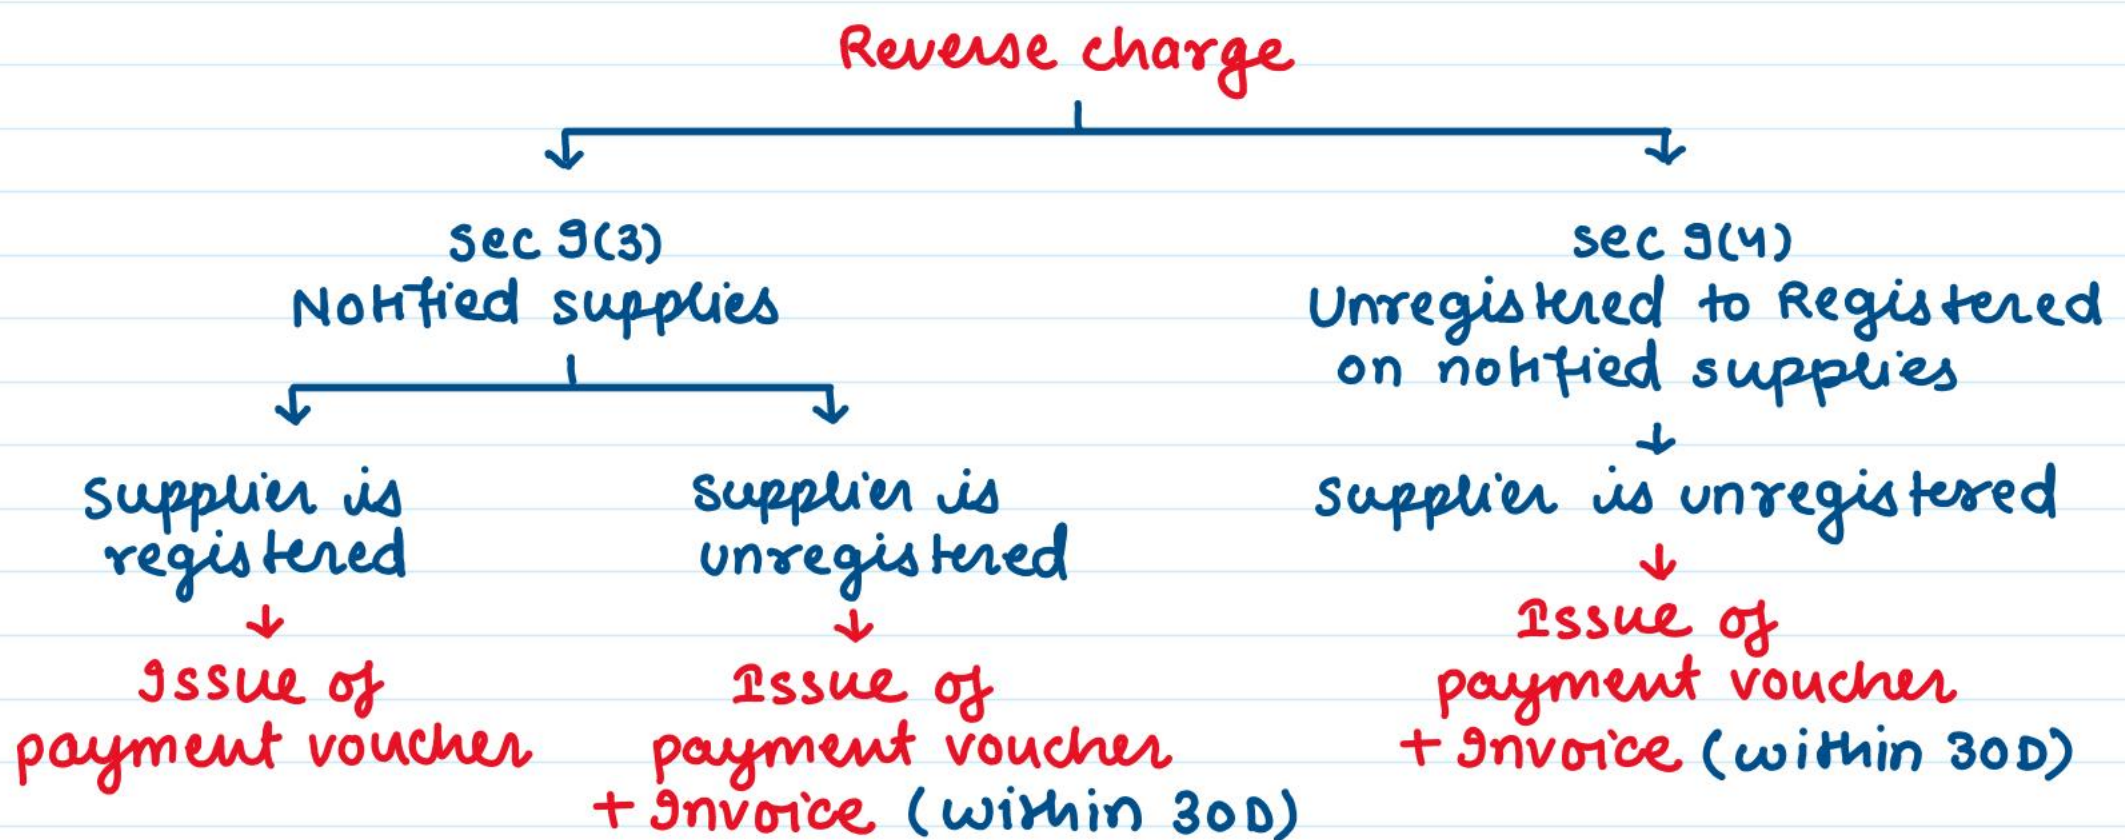 Reverse charge
Sec 9(3)
Notified supplies
Sec 9(4)
Unregistered to Registered
on notified supplies
Supplier is
registered
Issue of
payment voucher
Supplier is
unregistered
Issue of
payment voucher
+ Invoice (within 30D)
Supplier is unregistered
Issue of
payment voucher
+ Invoice (within 30D)